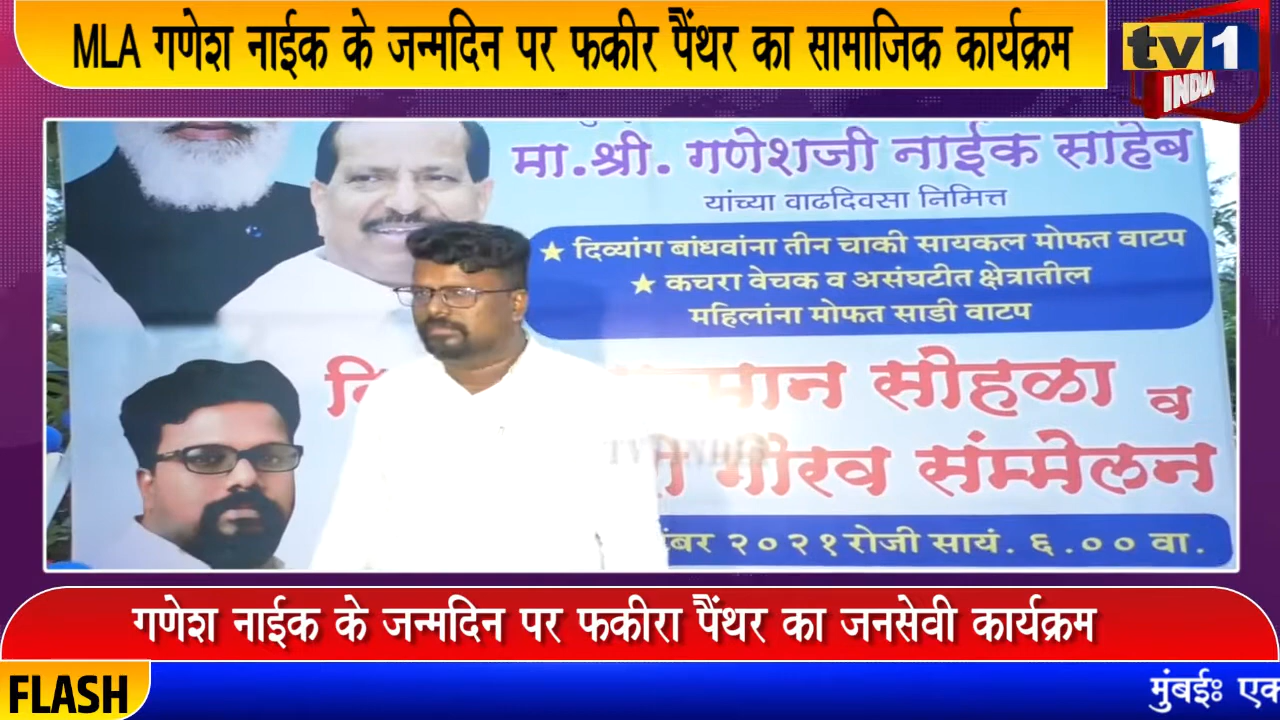 MLA गणेश नाईक के जन्मदिन पर फकीर पैंथर का सामाजिक कार्यक्रम
tv1
INDIA
मा.श्री. गणेशजी नाईक साहेब
यांच्या वाढदिवसा निमित्त
★ दिव्यांग बांधवांना तीन चाकी सायकल मोफत वाटप
★ कचरा वेचक व असंघटीत क्षेत्रातील
महिलांना मोफत साडी वाटप
सोहळा व
गौरव संम्मेलन
२०२१ रोजी सायं. ६.०० वा.
गणेश नाईक के जन्मदिन पर फकीरा पैंथर का जनसेवी कार्यक्रम
FLASH
मुंबईः एक